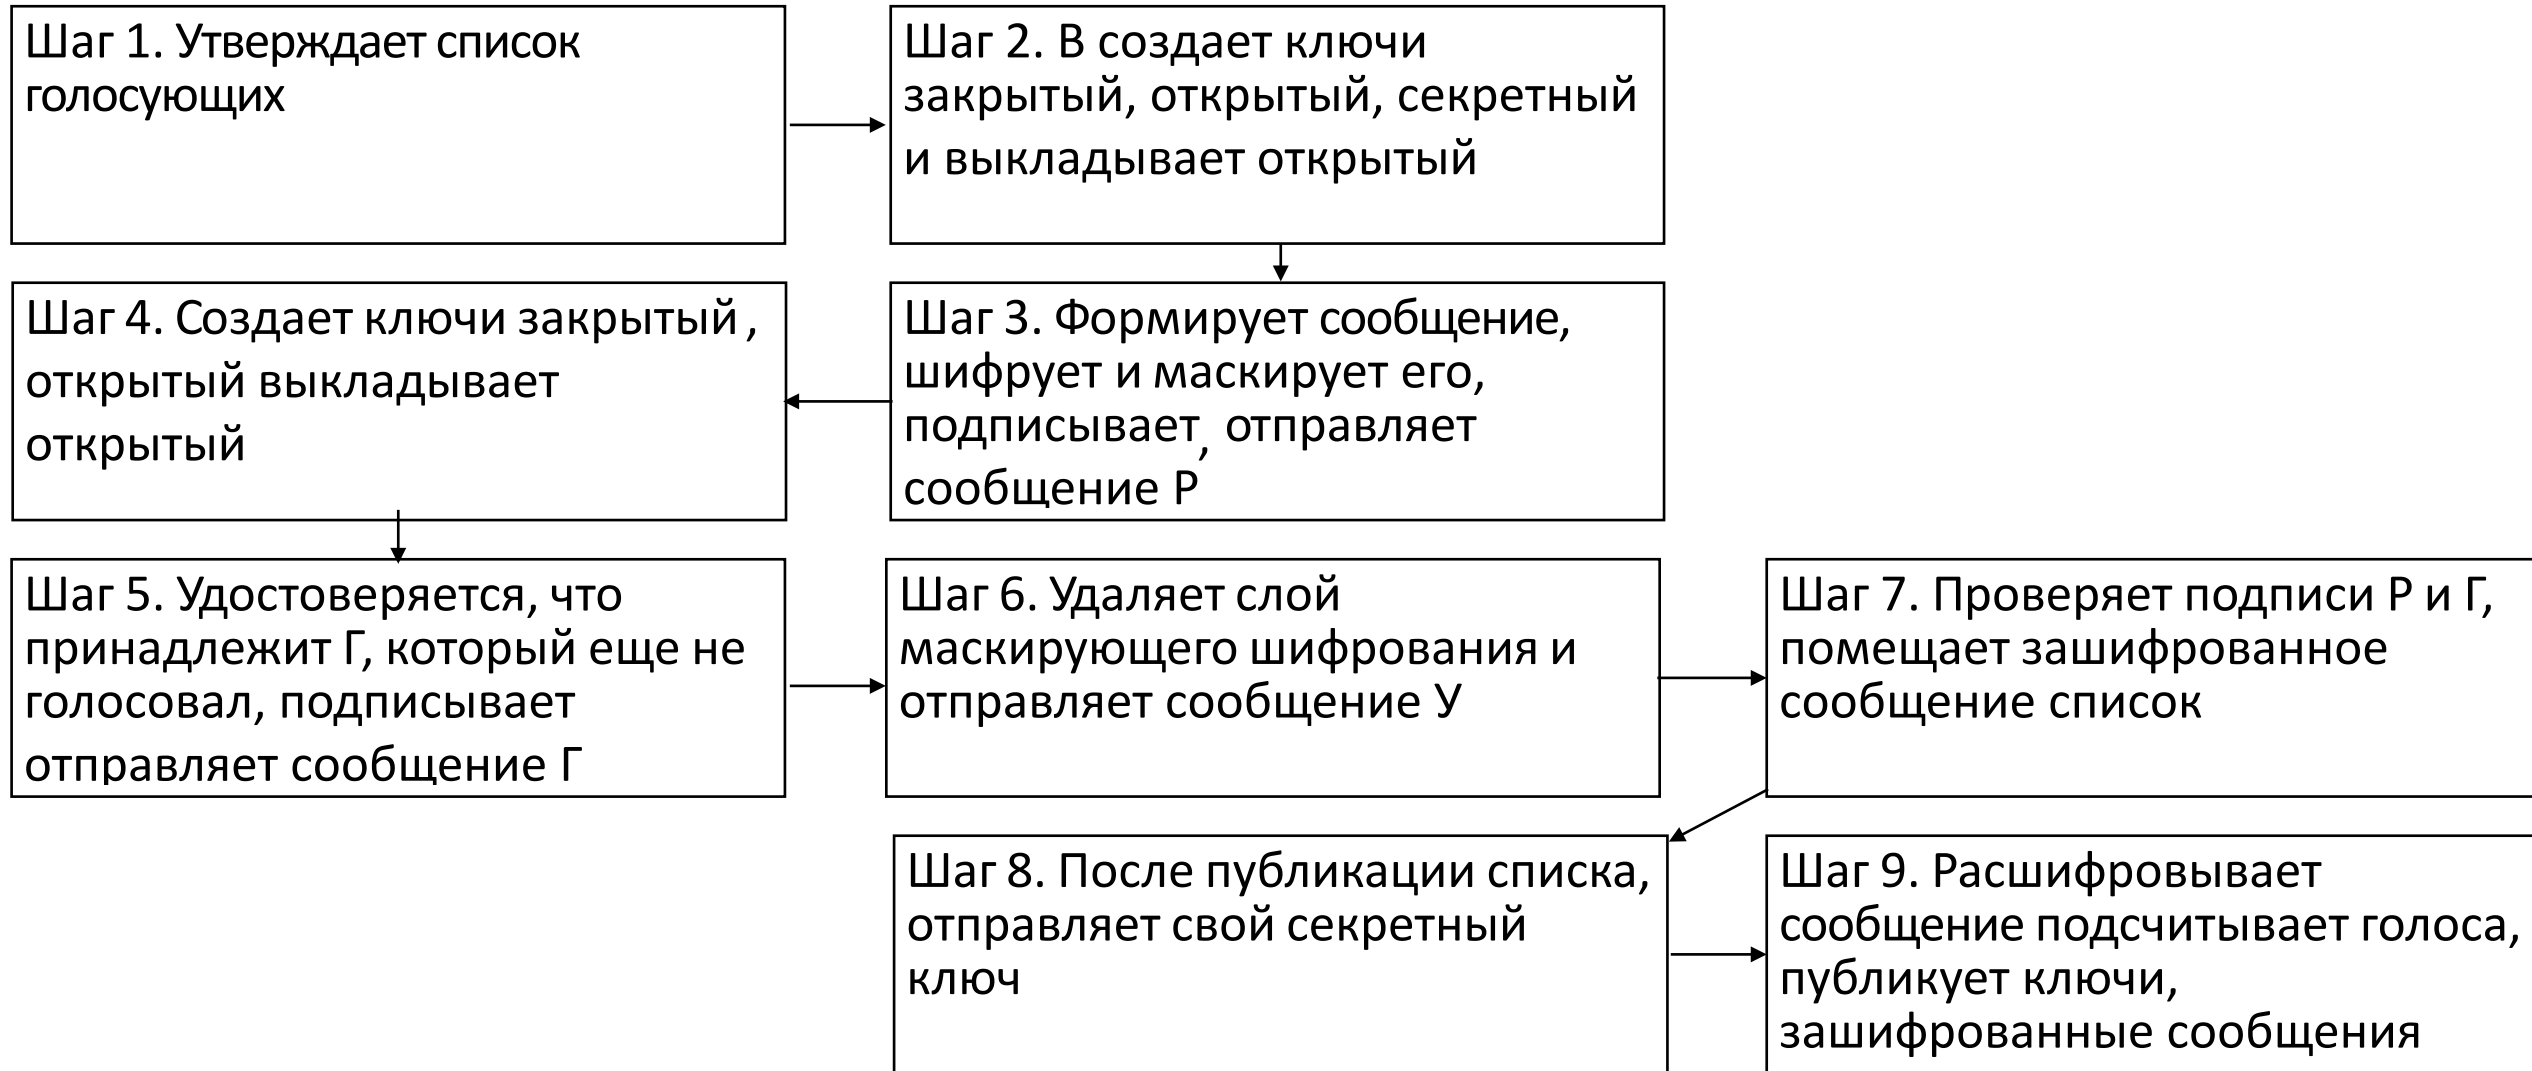 Шаг 1. Утверждает список
голосующих
Шаг 2. В создает ключи
закрытый, открытый, секретный
и выкладывает открытый
Шаг 3. Формирует сообщение,
шифрует и маскирует его,
подписывает, отправляет
сообщение Р
Шаг 4. Создает ключи закрытый,
открытый выкладывает
открытый
Шаг 5. Удостоверяется, что
принадлежит Г, который еще не
голосовал, подписывает
отправляет сообщение Г
Шаг 6. Удаляет слой
маскирующего шифрования и
отправляет сообщение У
Шаг 7. Проверяет подписи Р и Г,
помещает зашифрованное
сообщение список
Шаг 8. После публикации списка,
отправляет свой секретный
ключ
Шаг 9. Расшифровывает
сообщение подсчитывает голоса,
публикует ключи,
зашифрованные сообщения